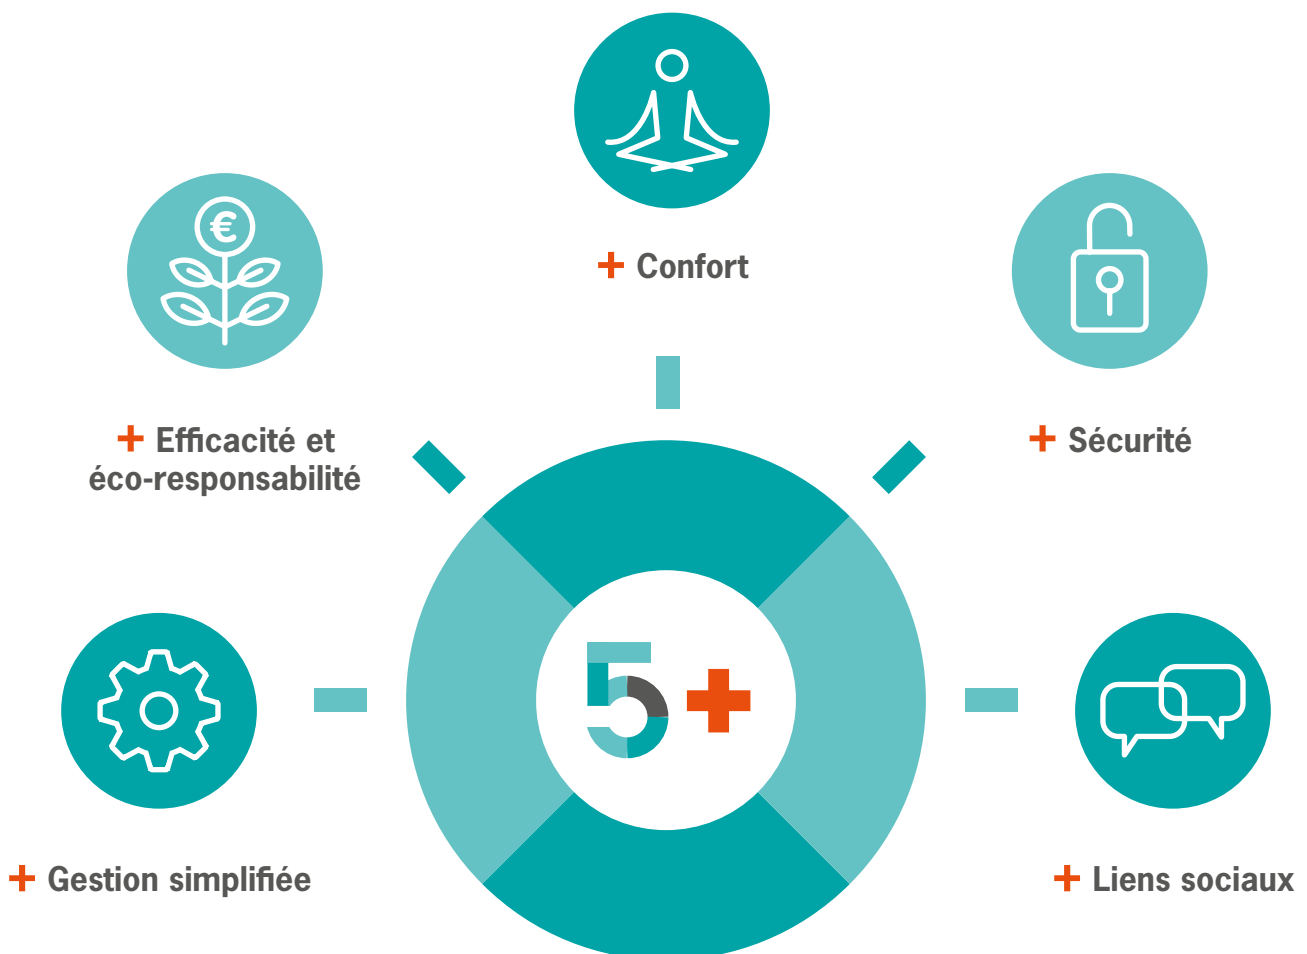 + Confort
€
+ Efficacité et
éco-responsabilité
+ Sécurité
5+
+ Gestion simplifiée
+ Liens sociaux